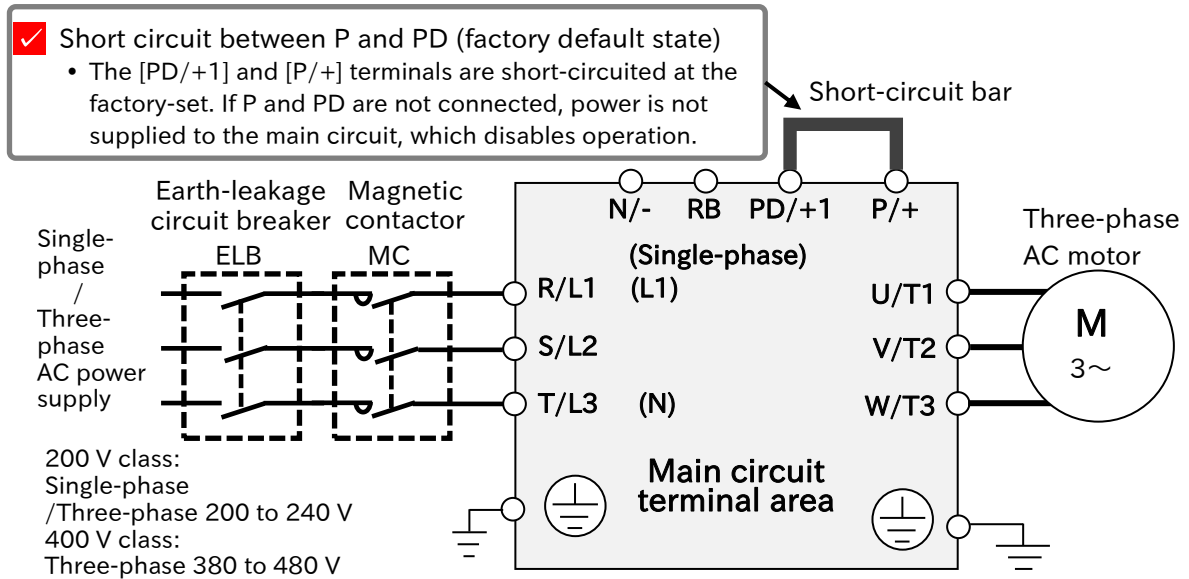 Short circuit between P and PD (factory default state)
• The [PD/+1] and [P/+] terminals are short-circuited at the
factory-set. If P and PD are not connected, power is not
supplied to the main circuit, which disables operation.
Short-circuit bar
Earth-leakage
circuit breaker
ELB
Magnetic
contactor
MC
N/- RB PD/+1 P/+
(Single-phase)
Single-
phase
/
Three-
phase
AC power
supply
R/L1 (L1)
S/L2
T/L3 (N)
U/T1
V/T2
W/T3
Three-phase
AC motor
M
3～
Main circuit
terminal area
200 V class:
Single-phase
/Three-phase 200 to 240 V
400 V class:
Three-phase 380 to 480 V